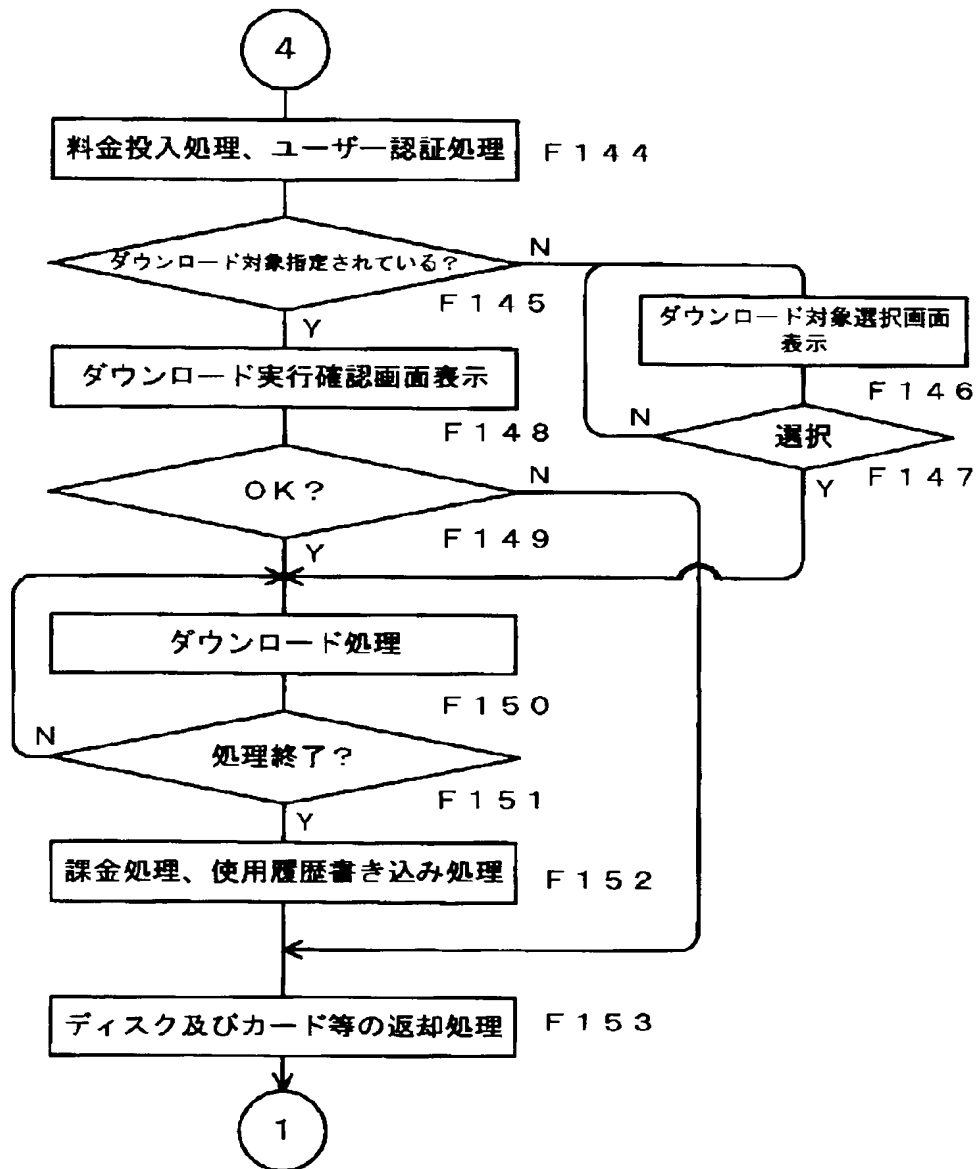 4
料金投入処理、ユーザー認証処理
F144
ダウンロード対象指定されている?
N
F145
Y
ダウンロード対象選択画面
表示
F146
ダウンロード実行確認画面表示
F148
N
選択
F147
Y
OK?
N
F149
Y
ダウンロード処理
F150
N
処理終了?
F151
Y
課金処理、使用履歴書き込み処理
F152
ディスク及びカード等の返却処理
F153
1